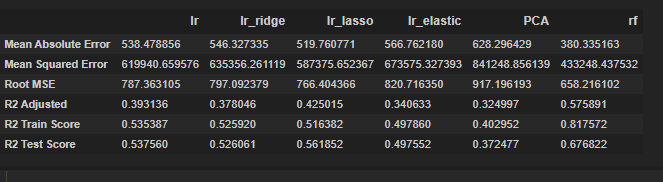 lr lr_ridge lr_lasso lr_elastic PCA rf
Mean Absolute Error 538.478856 546.327335 519.760771 566.762180 628.296429 380.335163
Mean Squared Error 619940.659576 635356.261119 587375.652367 673575.327393 841248.856139 433248.437532
Root MSE 787.363105 797.092379 766.404366 820.716350 917.196193 658.216102
R2 Adjusted 0.393136 0.378046 0.425015 0.340633 0.324997 0.575891
R2 Train Score 0.535387 0.525920 0.516382 0.497860 0.402952 0.817572
R2 Test Score 0.537560 0.526061 0.561852 0.497552 0.372477 0.676822